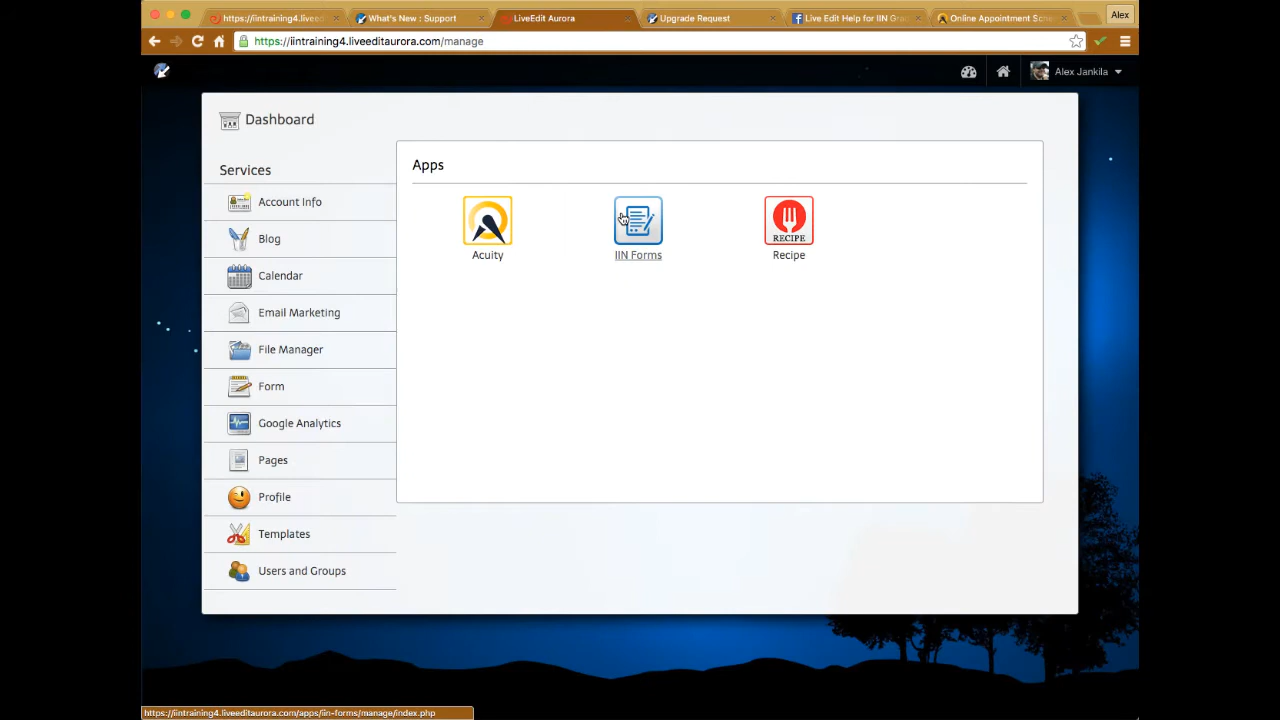 https://iintraining4.liveed
What's New : Support
LiveEdit Aurora
Upgrade Request
Live Edit Help for IIN Gra
Online Appointment Sche
Alex
https://iintraining4.liveeditaurora.com/manage
Alex Jankila
Dashboard
Services
Account Info
Blog
Calendar
Email Marketing
File Manager
Form
Google Analytics
Pages
Profile
Templates
Users and Groups
Apps
Acuity
IIN Forms
RECIPE
Recipe
https://iintraining4.liveeditaurora.com/apps/iin-forms/manage/index.php